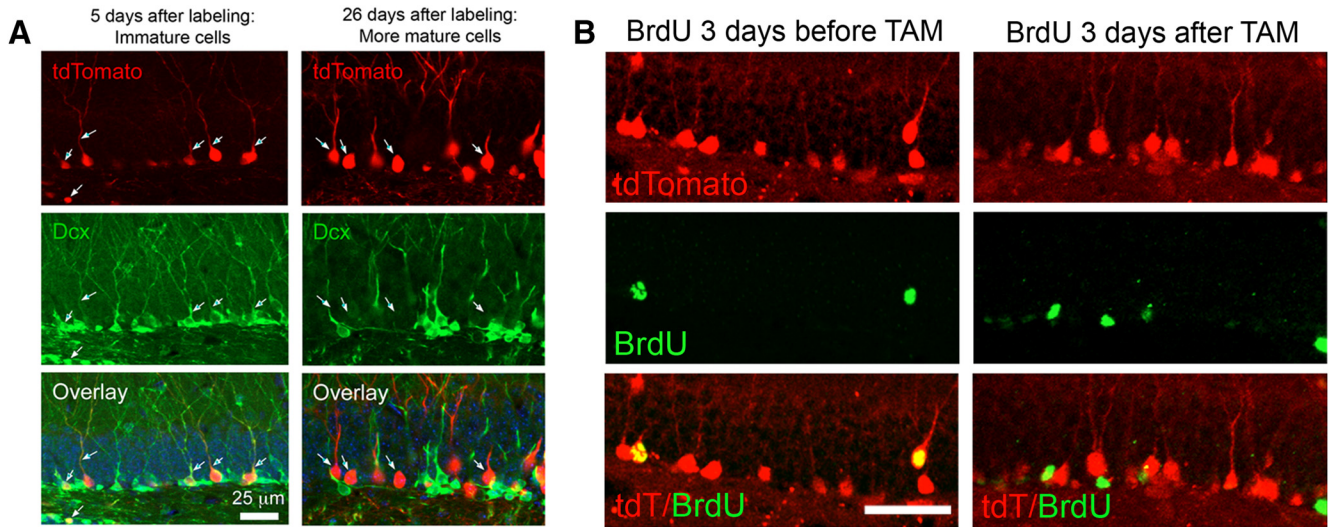 A
5 days after labeling:
Immature cells
26 days after labeling:
More mature cells
tdTomato
tdTomato
Dcx
Dcx
Overlay
Overlay
25 μm
B
BrdU 3 days before TAM
BrdU 3 days after TAM
tdTomato
BrdU
tdT/BrdU
tdT/BrdU